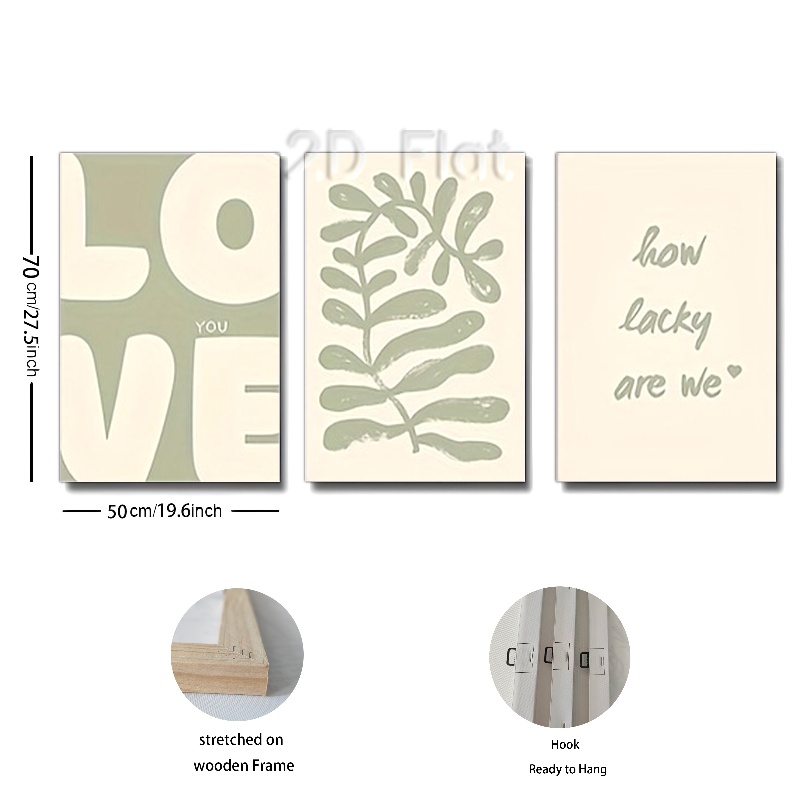 2D Flat
LO
YOU
VE
how
lacky
are we
70 cm/27.5inch
50cm/19.6inch
stretched on
wooden Frame
Hook
Ready to Hang